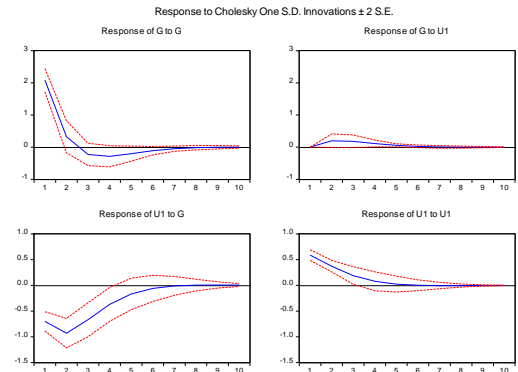 Response to Cholesky One S.D. Innovations ± 2 S.E.
Response of G to G
3
2
1
0
-1
1 2 3 4 5 6 7 8 9 10
Response of G to U1
3
2
1
0
-1
1 2 3 4 5 6 7 8 9 10
Response of U1 to G
1.0
0.5
0.0
-0.5
-1.0
-1.5
1 2 3 4 5 6 7 8 9 10
Response of U1 to U1
1.0
0.5
0.0
-0.5
-1.0
-1.5
1 2 3 4 5 6 7 8 9 10